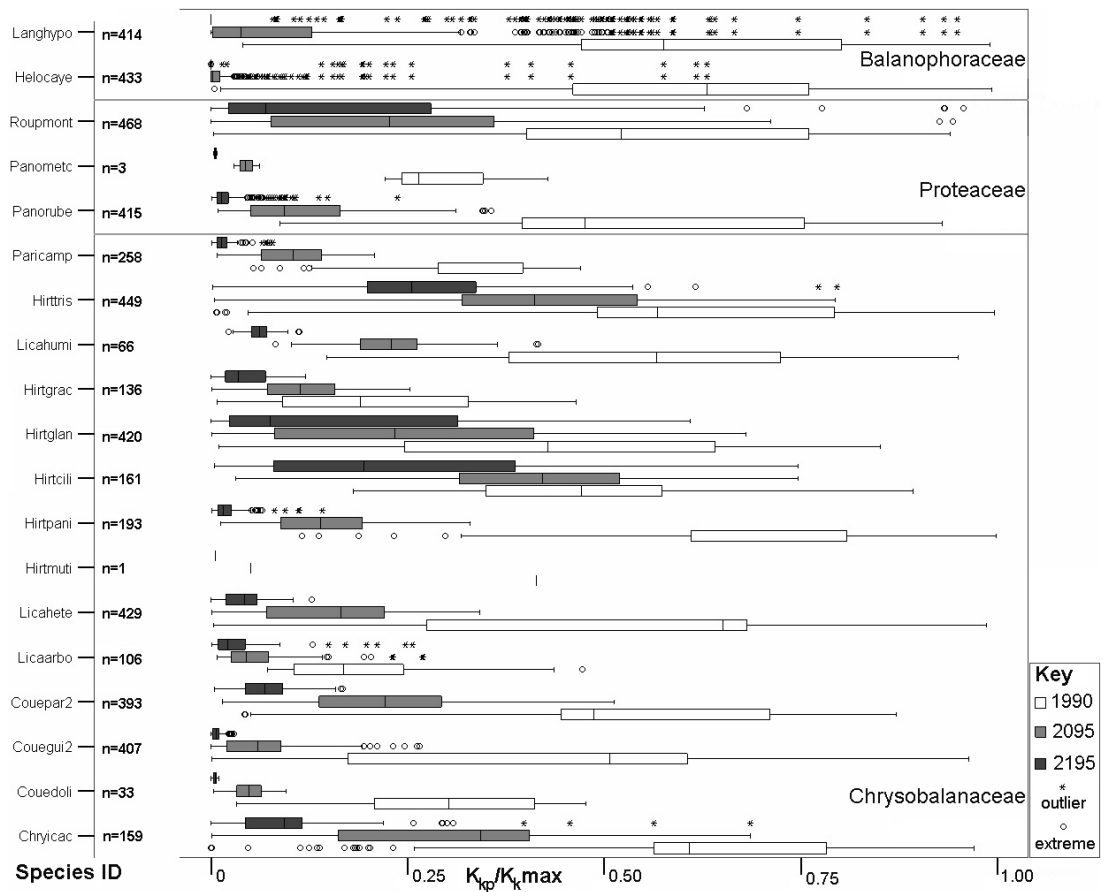 Langhypo n=414
Balanophoraceae
Helocaye n=433
Roupmont n=468
Panometc n=3
Proteaceae
Panorube n=415
Paricamp n=258
Hirttris n=449
Licahumi n=66
Hirtgrac n=136
Hirtglan n=420
Hirtcili n=161
Hirtpani n=193
Hirtmuti n=1
Licahete n=429
Licaarbo n=106
Couepar2 n=393
Couegui2 n=407
Couedoli n=33
Chrysobalanaceae
Chryicac n=159
Key
1990
2095
2195
* outlier
○ extreme
Species ID
0 0.25 0.50 0.75 1.00
Kkp/Kkmax